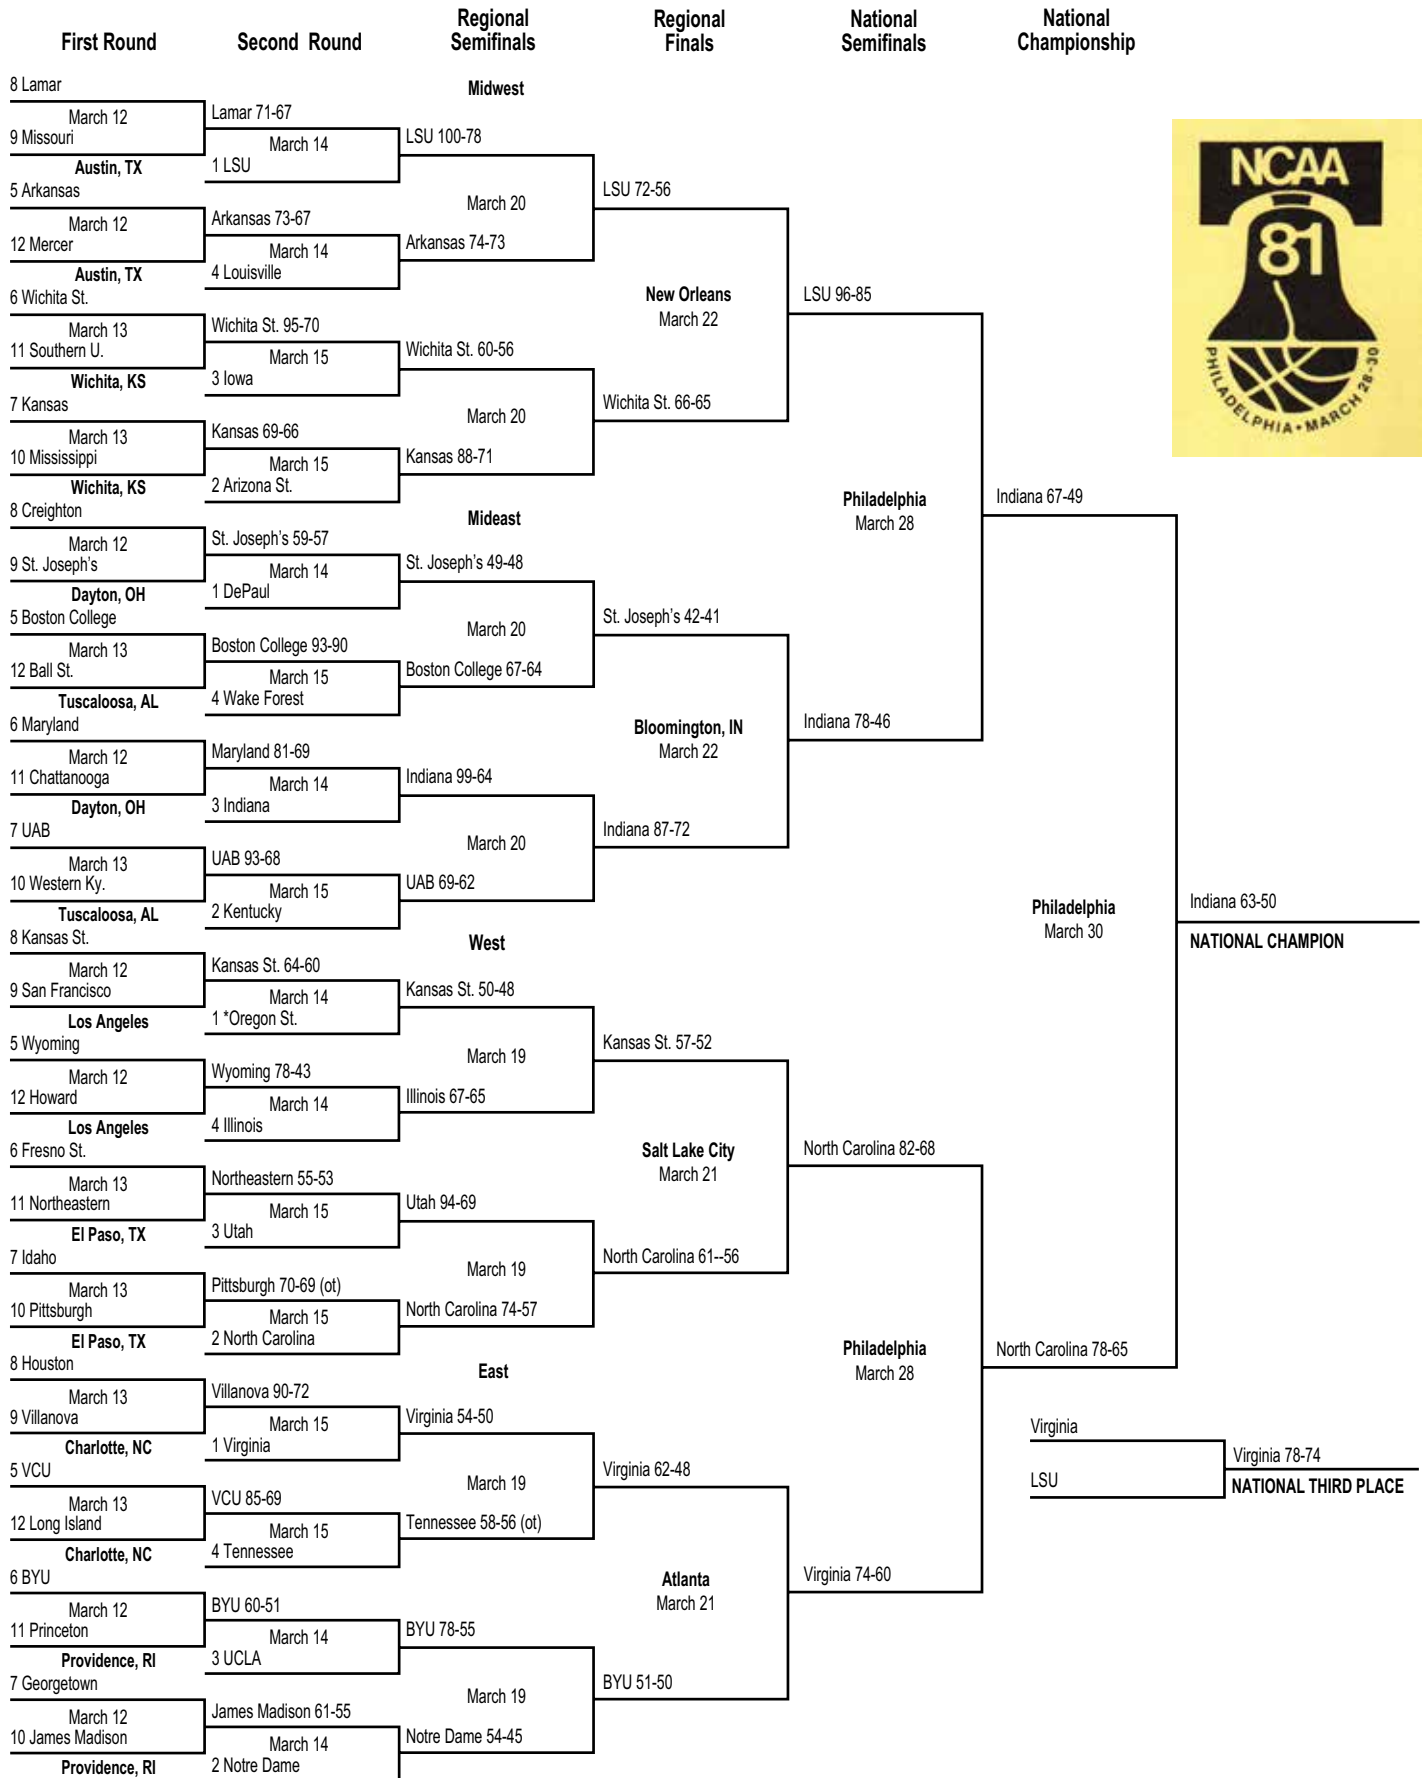 First Round
Second Round
Regional
Semifinals
Regional
Finals
National
Semifinals
National
Championship
Midwest
8 Lamar
March 12
9 Missouri
Austin, TX
5 Arkansas
March 12
12 Mercer
Austin, TX
6 Wichita St.
March 13
11 Southern U.
Wichita, KS
7 Kansas
March 13
10 Mississippi
Wichita, KS
Lamar 71-67
March 14
1 LSU
Arkansas 73-67
March 14
4 Louisville
Wichita St. 95-70
March 15
3 Iowa
Kansas 69-66
March 15
2 Arizona St.
LSU 100-78
March 20
Arkansas 74-73
Wichita St. 60-56
March 20
Kansas 88-71
LSU 72-56
New Orleans
March 22
Wichita St. 66-65
LSU 96-85
Mideast
8 Creighton
March 12
9 St. Joseph's
Dayton, OH
5 Boston College
March 13
12 Ball St.
Tuscaloosa, AL
6 Maryland
March 12
11 Chattanooga
Dayton, OH
7 UAB
March 13
10 Western Ky.
Tuscaloosa, AL
St. Joseph's 59-57
March 14
1 DePaul
Boston College 93-90
March 15
4 Wake Forest
Maryland 81-69
March 14
3 Indiana
UAB 93-68
March 15
2 Kentucky
St. Joseph's 49-48
March 20
Boston College 67-64
Indiana 99-64
March 20
UAB 69-62
St. Joseph's 42-41
Bloomington, IN
March 22
Indiana 87-72
Indiana 78-46
Philadelphia
March 28
Indiana 67-49
West
8 Kansas St.
March 12
9 San Francisco
Los Angeles
5 Wyoming
March 12
12 Howard
Los Angeles
6 Fresno St.
March 13
11 Northeastern
El Paso, TX
7 Idaho
March 13
10 Pittsburgh
El Paso, TX
Kansas St. 64-60
March 14
1 *Oregon St.
Wyoming 78-43
March 14
4 Illinois
Northeastern 55-53
March 15
3 Utah
Pittsburgh 70-69 (ot)
March 15
2 North Carolina
Kansas St. 50-48
March 19
Illinois 67-65
Utah 94-69
March 19
North Carolina 74-57
Kansas St. 57-52
Salt Lake City
March 21
North Carolina 61--56
North Carolina 82-68
East
8 Houston
March 13
9 Villanova
Charlotte, NC
5 VCU
March 13
12 Long Island
Charlotte, NC
6 BYU
March 12
11 Princeton
Providence, RI
7 Georgetown
March 12
10 James Madison
Providence, RI
Villanova 90-72
March 15
1 Virginia
VCU 85-69
March 15
4 Tennessee
BYU 60-51
March 14
3 UCLA
James Madison 61-55
March 14
2 Notre Dame
Virginia 54-50
March 19
Tennessee 58-56 (ot)
BYU 78-55
March 19
Notre Dame 54-45
Virginia 62-48
Atlanta
March 21
BYU 51-50
Virginia 74-60
Philadelphia
March 28
North Carolina 78-65
Philadelphia
March 30
Indiana 63-50
NATIONAL CHAMPION
Virginia
LSU
Virginia 78-74
NATIONAL THIRD PLACE
NCAA
81
PHILADELPHIA • MARCH 28-30